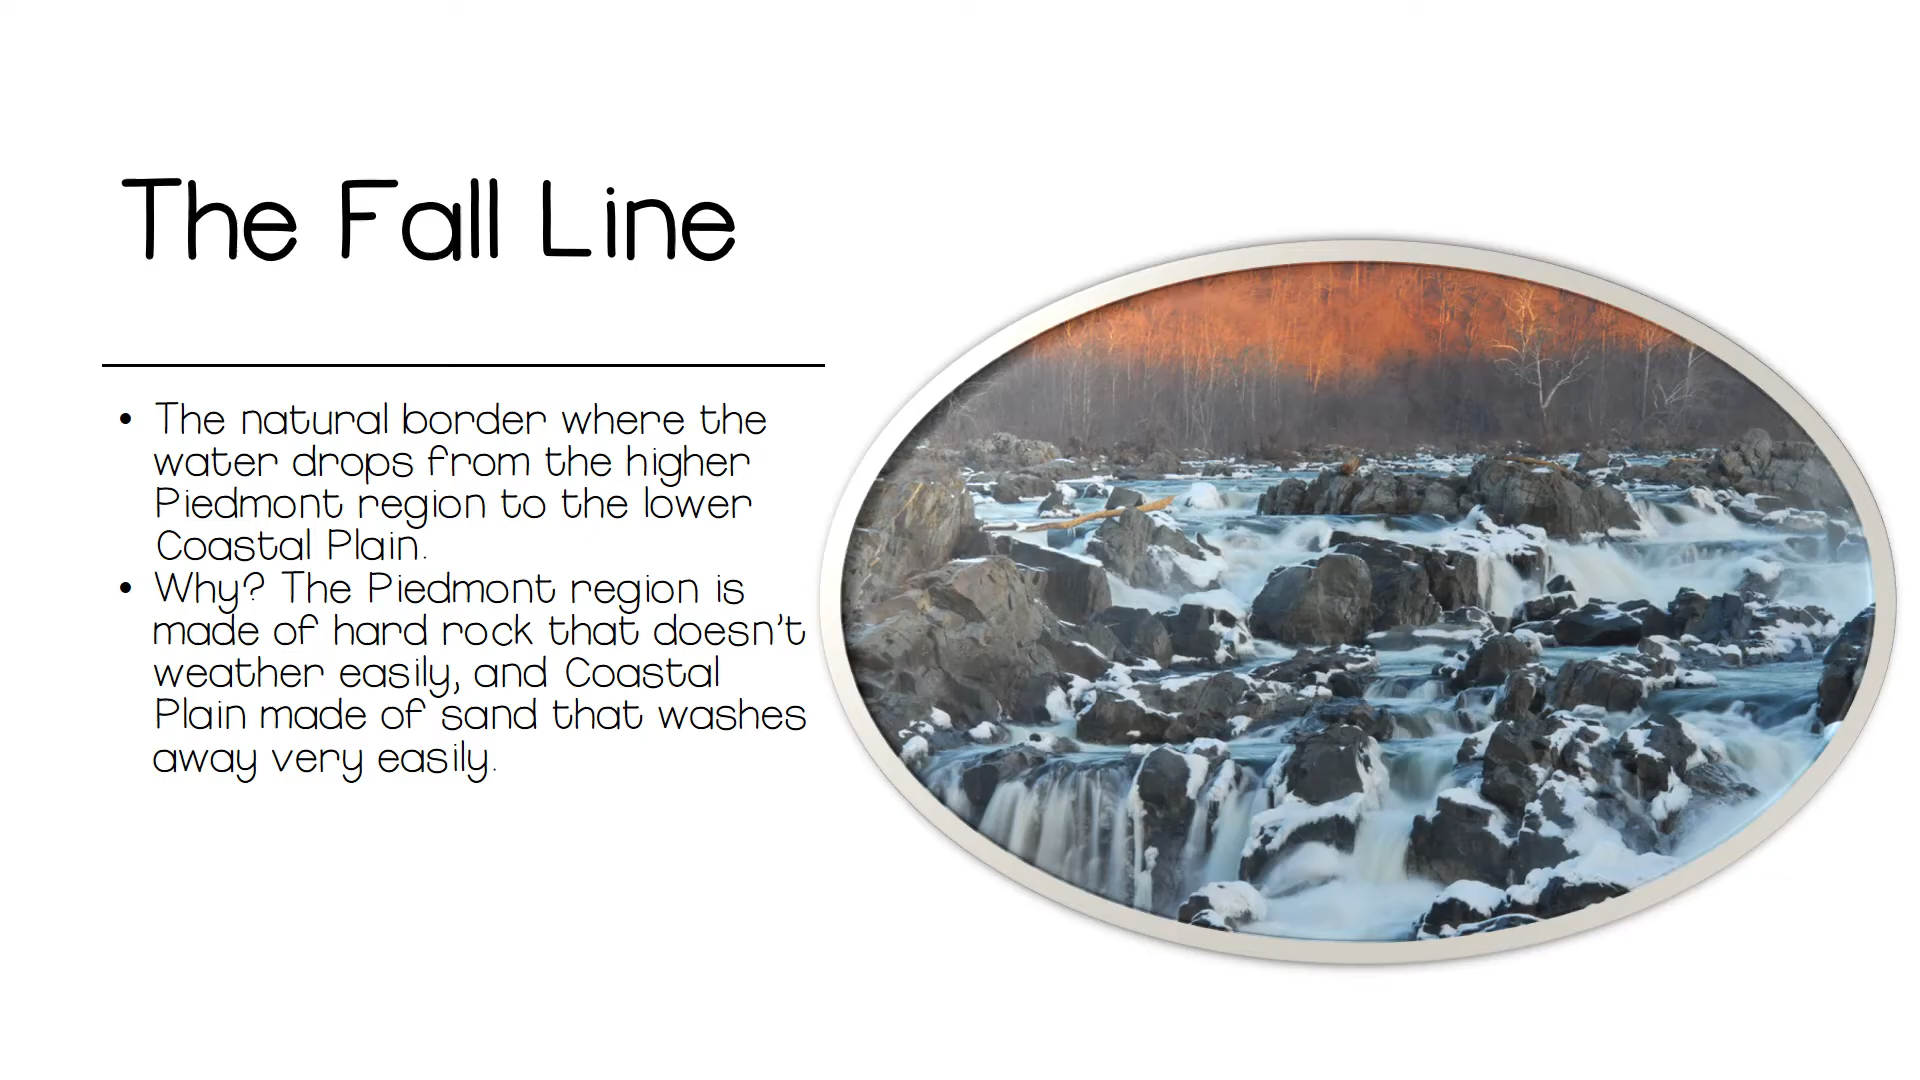 The Fall Line
• The natural border where the
water drops from the higher
Piedmont region to the lower
Coastal Plain.
• Why? The Piedmont region is
made of hard rock that doesn't
weather easily, and Coastal
Plain made of sand that washes
away very easily.